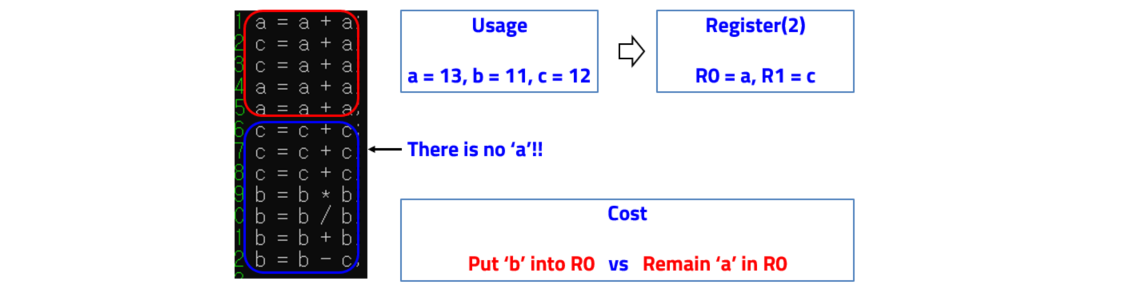 1 a = a + a;
2 c = a + a;
3 c = a + a;
4 a = a + a;
5 a = a + a;
6 c = c + c;
7 c = c + c;
8 c = c + c;
9 b = b * b;
0 b = b / b;
1 b = b + b;
2 b = b - c;
Usage
a = 13, b = 11, c = 12
Register(2)
R0 = a, R1 = c
There is no ‘a’!!
Cost
Put ‘b’ into R0 vs Remain ‘a’ in R0